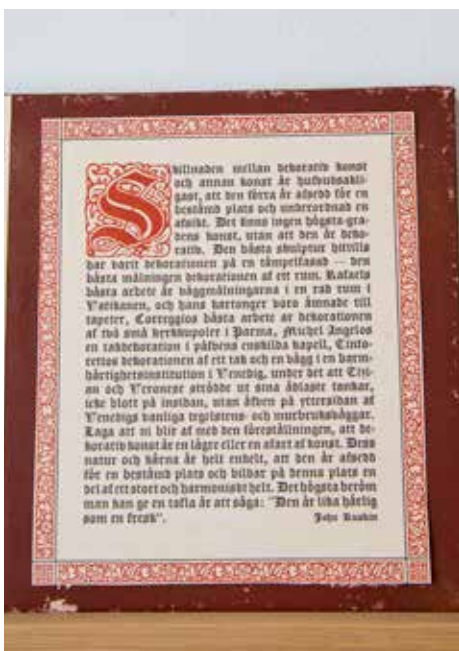 Skillnaden mellan dekorativ konst
och annan konst är hufvudsakli-
gast, att den förra är afsedd för en
bestämd plats och underordnad en
afsikt. Det finns ingen högsta-gra-
dens konst, utan att den är deko-
rativ. Den bästa skulptur hittills
har varit dekorationen på en tämpelfasad — den
bästa målningen dekorationen af ett rum. Rafaels
bästa arbete är väggmålningarna i en rad rum i
Vatikanen, och hans kartonger voro ämnade till
tapeter, Correggios bästa arbete är dekorationen
af två små kyrkkupoler i Parma, Michel Angelos
en takdekoration i påfvens enskilda kapell, Tinto-
rettos dekorationen af ett tak och en vägg i en barm-
härtighetsinstitution i Venedig, under det att Tizi-
an och Veronese strödde ut sina ädlaste tankar,
icke blott på insidan, utan äfven på yttersidan af
Venedigs vanliga tegelstens- och murbruksväggar.
Laga att ni blir af med den föreställningen, att de-
korativ konst är en lägre eller en afart af konst. Dess
natur och kärna är helt enkelt, att den är afsedd
för en bestämd plats och bildar på denna plats en
del af ett stort och harmoniskt helt. Det högsta beröm
man kan ge en tafla är att säga: "Den är lika härlig
som en fresk". John Ruskin